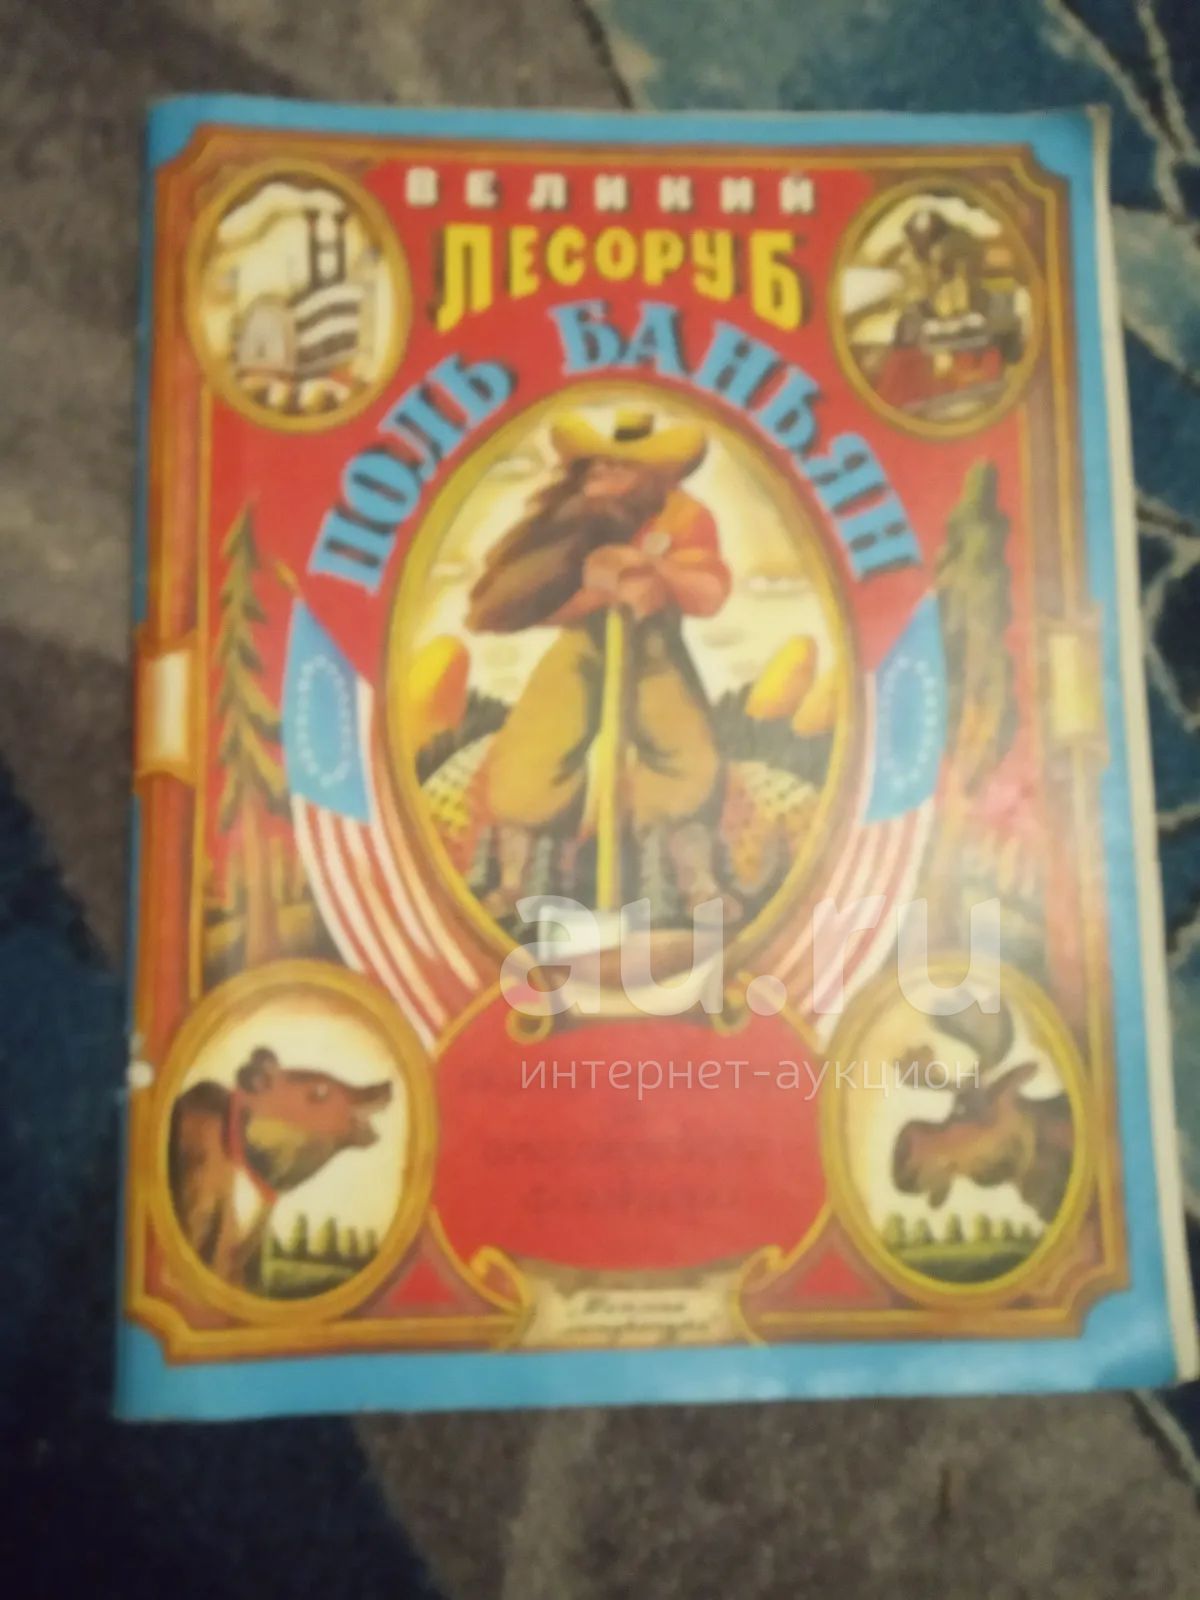 ВЕЛИКИЙ
ЛЕСОРУБ
ПОЛЬ БАНЬЯН
au.ru
интернет-аукцион